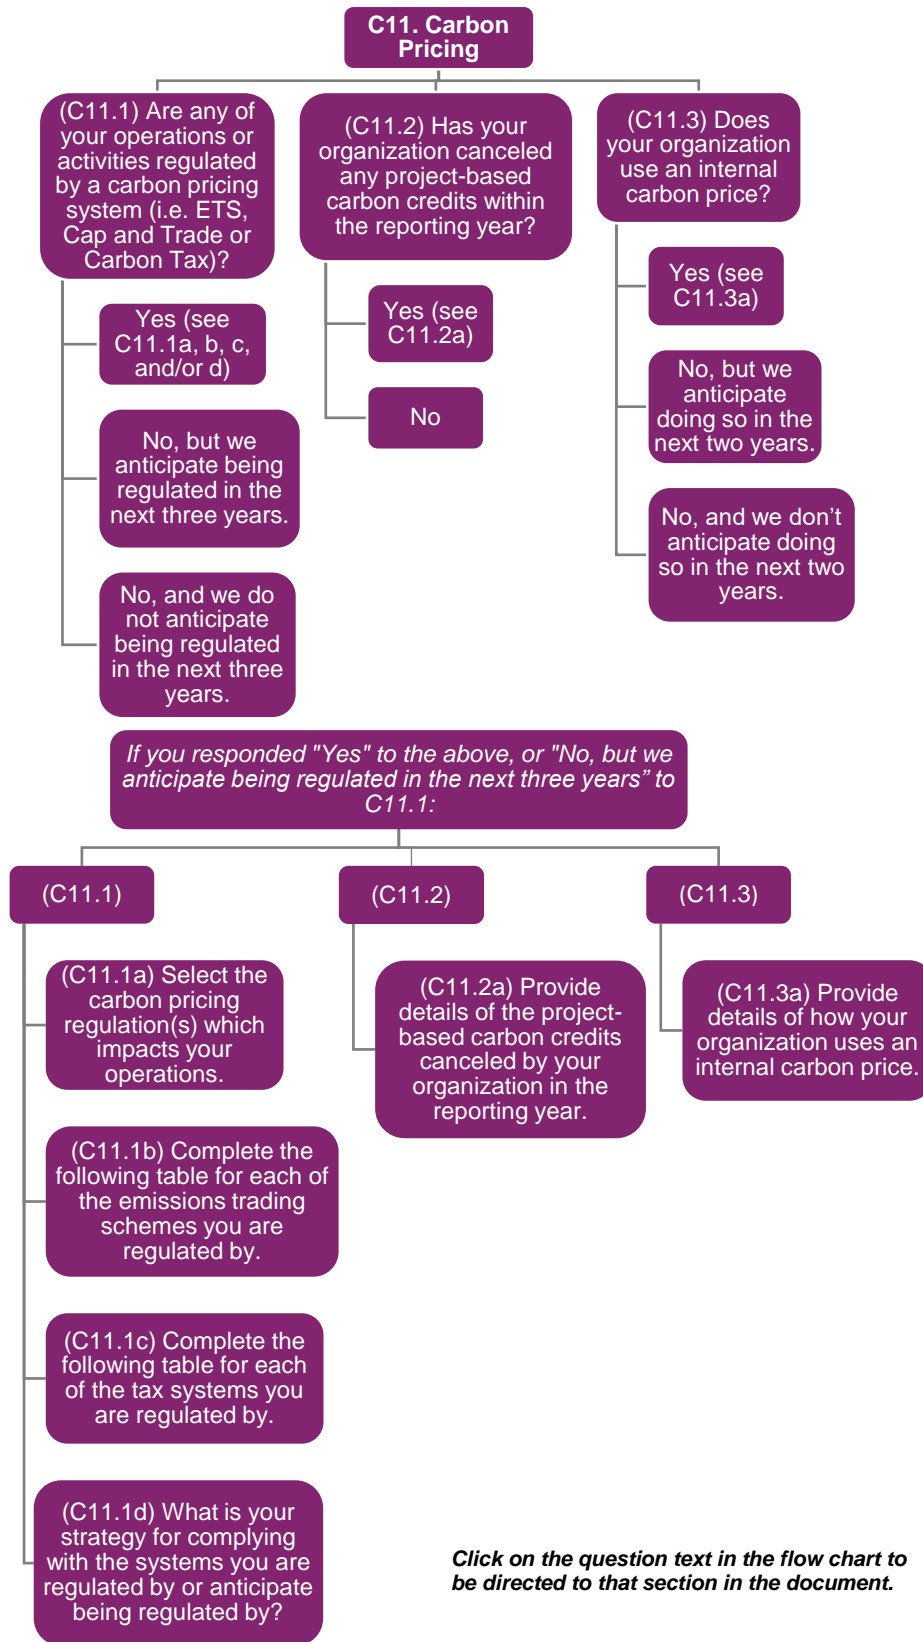 C11. Carbon
Pricing
(C11.1) Are any of
your operations or
activities regulated
by a carbon pricing
system (i.e. ETS,
Cap and Trade or
Carbon Tax)?
Yes (see
C11.1a, b, c,
and/or d)
No, but we
anticipate being
regulated in the
next three years.
No, and we do
not anticipate
being regulated
in the next three
years.
(C11.2) Has your
organization canceled
any project-based
carbon credits within
the reporting year?
Yes (see
C11.2a)
No
(C11.3) Does
your organization
use an internal
carbon price?
Yes (see
C11.3a)
No, but we
anticipate
doing so in the
next two years.
No, and we don’t
anticipate doing
so in the next two
years.
If you responded "Yes" to the above, or "No, but we
anticipate being regulated in the next three years” to
C11.1:
(C11.1)
(C11.1a) Select the
carbon pricing
regulation(s) which
impacts your
operations.
(C11.1b) Complete the
following table for each of
the emissions trading
schemes you are
regulated by.
(C11.1c) Complete the
following table for each
of the tax systems you
are regulated by.
(C11.1d) What is your
strategy for complying
with the systems you are
regulated by or anticipate
being regulated by?
(C11.2)
(C11.2a) Provide
details of the project-
based carbon credits
canceled by your
organization in the
reporting year.
(C11.3)
(C11.3a) Provide
details of how your
organization uses an
internal carbon price.
Click on the question text in the flow chart to
be directed to that section in the document.